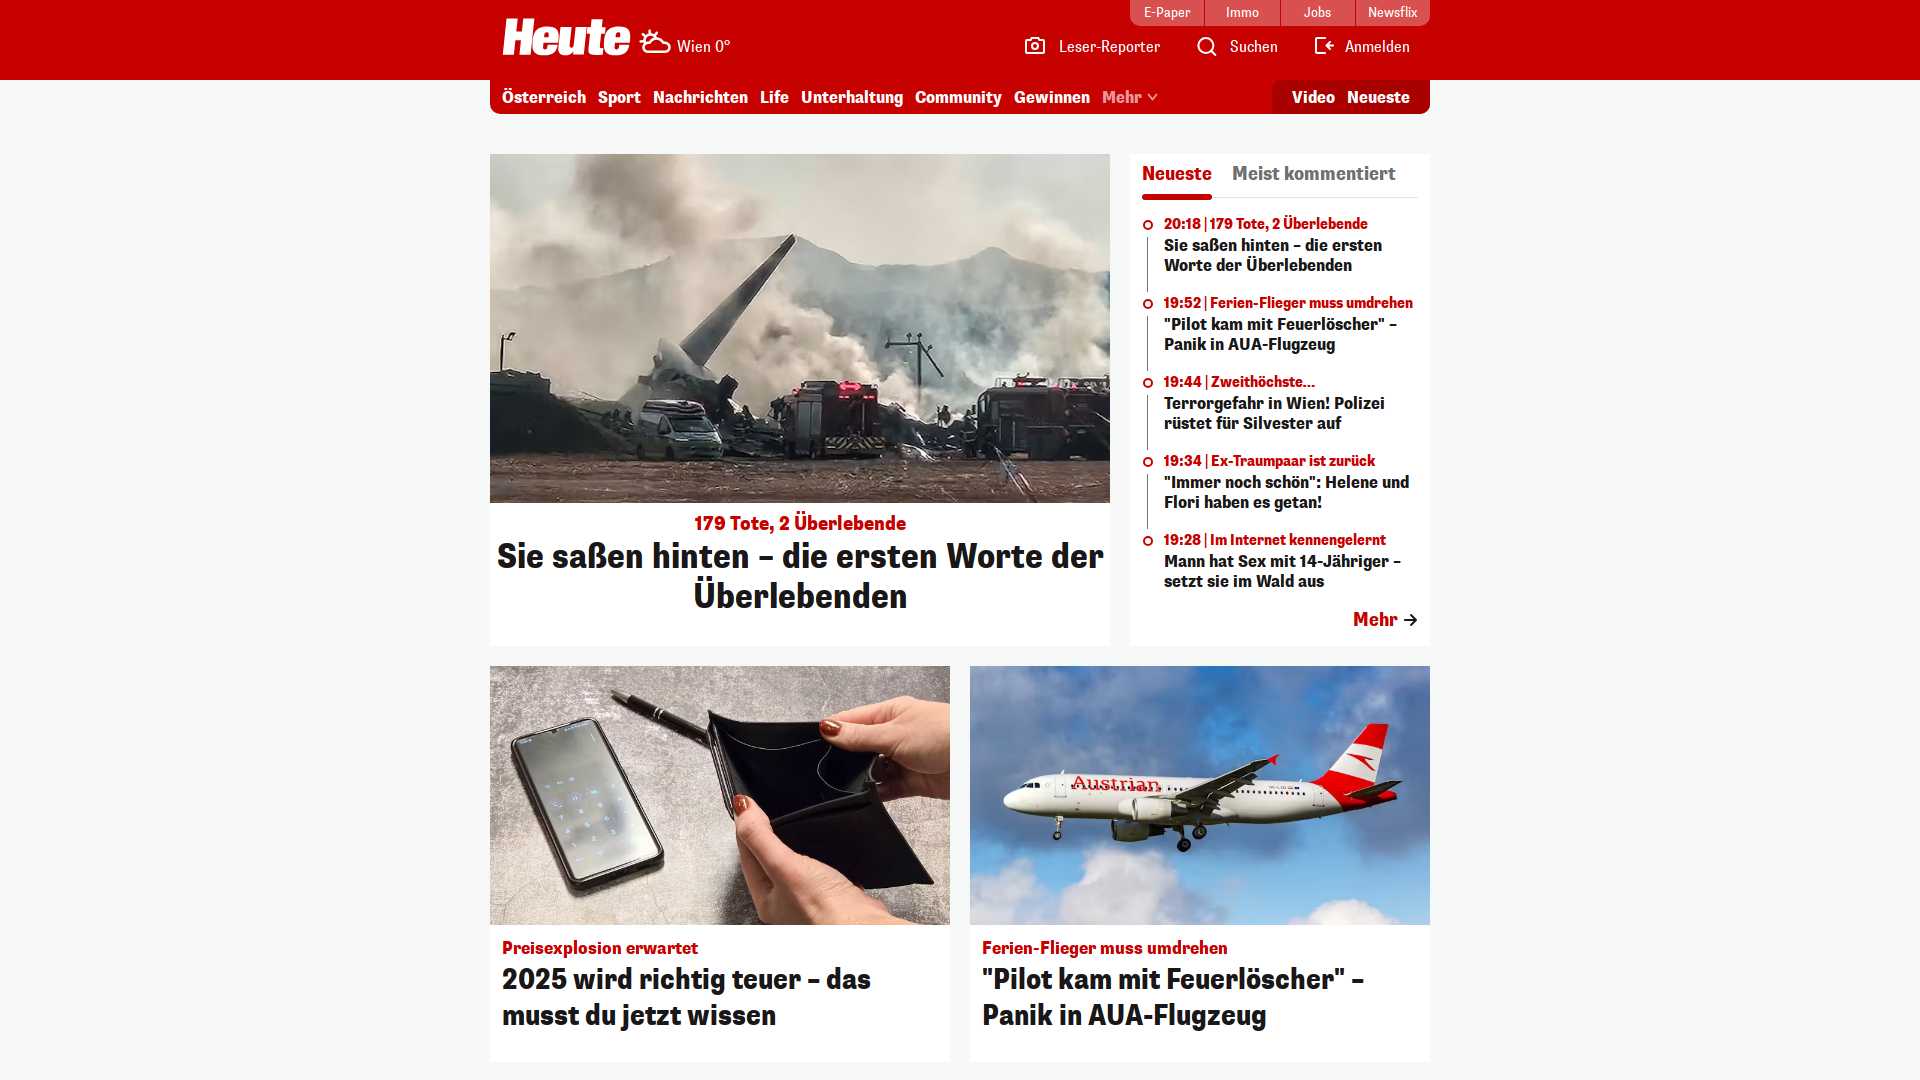 E-Paper
Immo
Jobs
Newsflix
Heute
Wien 0°
Leser-Reporter
Suchen
Anmelden
Österreich
Sport
Nachrichten
Life
Unterhaltung
Community
Gewinnen
Mehr
Video
Neueste
179 Tote, 2 Überlebende
Sie saßen hinten – die ersten Worte der
Überlebenden
Neueste
Meist kommentiert
20:18 | 179 Tote, 2 Überlebende
Sie saßen hinten – die ersten
Worte der Überlebenden
19:52 | Ferien-Flieger muss umdrehen
"Pilot kam mit Feuerlöscher" –
Panik in AUA-Flugzeug
19:44 | Zweithöchste...
Terrorgefahr in Wien! Polizei
rüstet für Silvester auf
19:34 | Ex-Traumpaar ist zurück
"Immer noch schön": Helene und
Flori haben es getan!
19:28 | Im Internet kennengelernt
Mann hat Sex mit 14-Jähriger –
setzt sie im Wald aus
Mehr
Preisexplosion erwartet
2025 wird richtig teuer – das
musst du jetzt wissen
Austrian
Ferien-Flieger muss umdrehen
"Pilot kam mit Feuerlöscher" –
Panik in AUA-Flugzeug